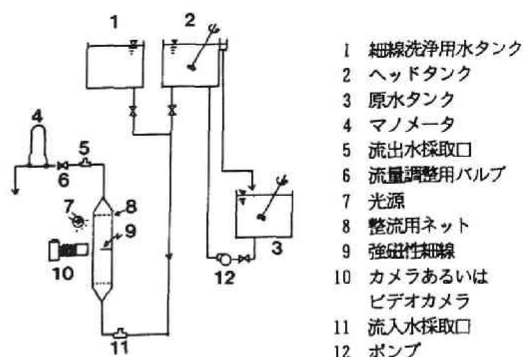 1
2
4
5
6
7
8
9
10
3
12
11
1 細線洗浄用水タンク
2 ヘッドタンク
3 原水タンク
4 マノメータ
5 流出水採取口
6 流量調整用バルブ
7 光源
8 整流用ネット
9 強磁性細線
10 カメラあるいは
ビデオカメラ
11 流入水採取口
12 ポンプ